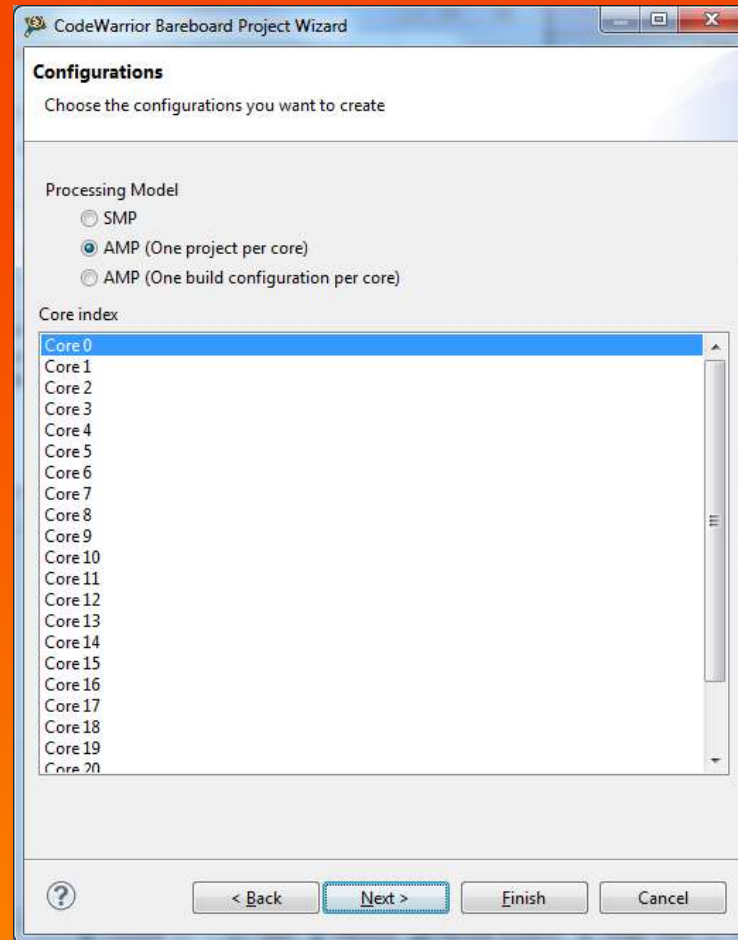 CodeWarrior Bareboard Project Wizard
Configurations
Choose the configurations you want to create
Processing Model
SMP
AMP (One project per core)
AMP (One build configuration per core)
Core index
Core 0
Core 1
Core 2
Core 3
Core 4
Core 5
Core 6
Core 7
Core 8
Core 9
Core 10
Core 11
Core 12
Core 13
Core 14
Core 15
Core 16
Core 17
Core 18
Core 19
Core 20
? < Back Next > Finish Cancel